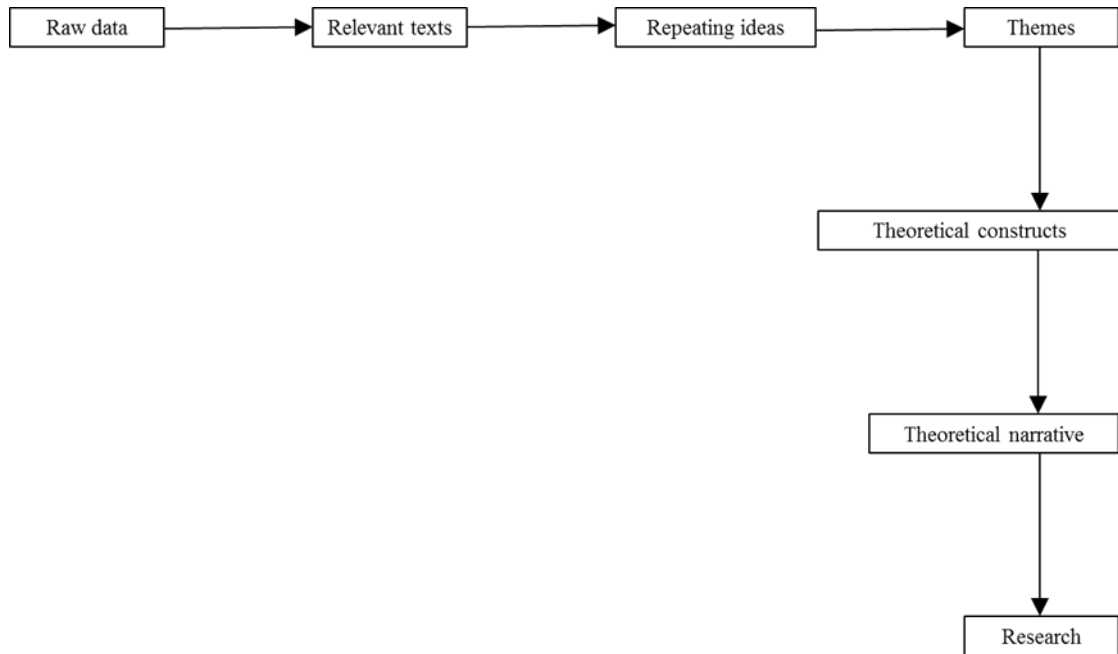 Raw data
Relevant texts
Repeating ideas
Themes
Theoretical constructs
Theoretical narrative
Research